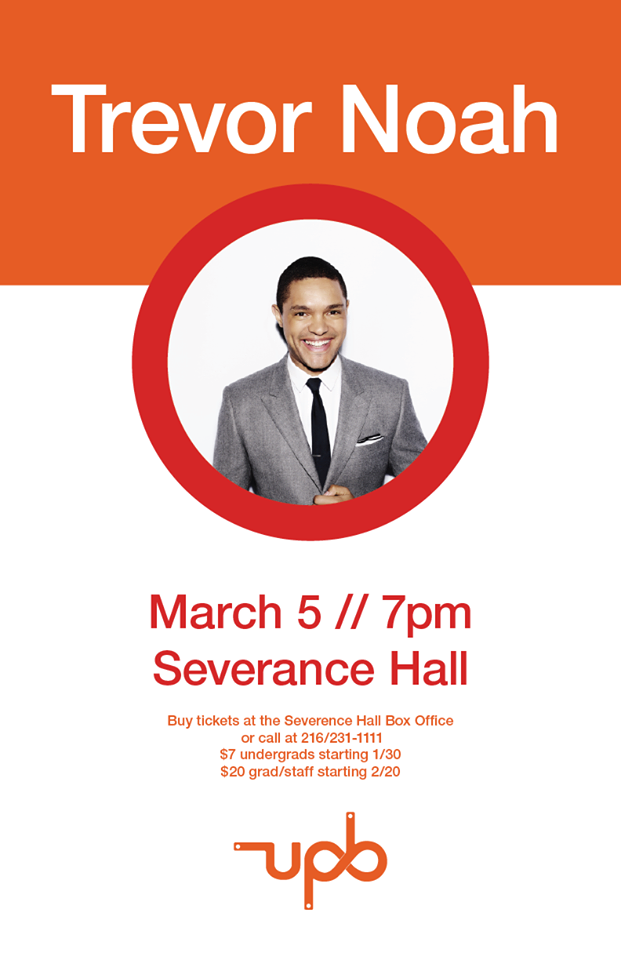 Trevor Noah
March 5 // 7pm
Severance Hall
Buy tickets at the Severence Hall Box Office
or call at 216/231-1111
$7 undergrads starting 1/30
$20 grad/staff starting 2/20
upb